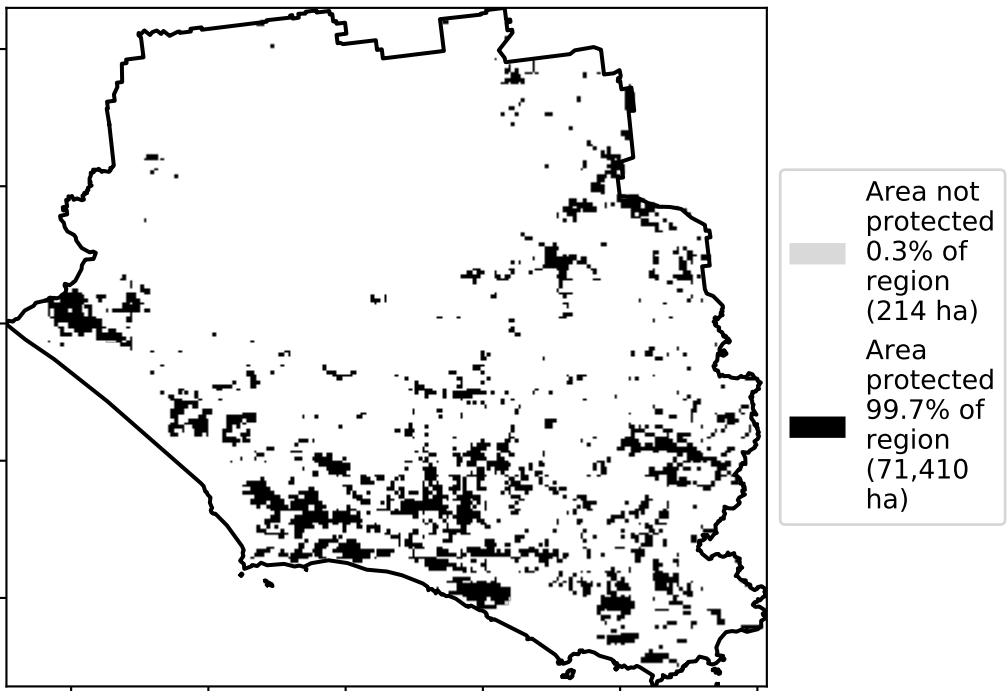 Area not
protected
0.3% of
region
(214 ha)
Area
protected
99.7% of
region
(71,410
ha)